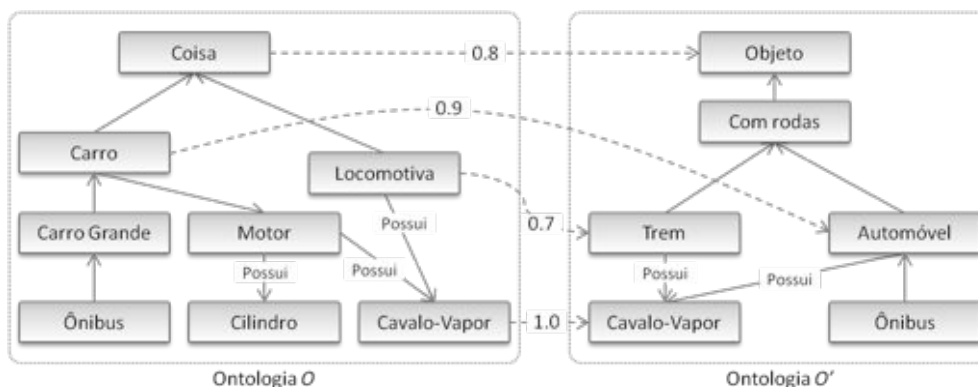 Coisa
0.8
Objeto
0.9
Com rodas
Carro
Locomotiva
0.7
Carro Grande
Motor
Possui
Trem
Automóvel
Possui
Possui
Possui
Possui
Ônibus
Cilindro
Cavalo-Vapor
1.0
Cavalo-Vapor
Ônibus
Ontologia O
Ontologia O'